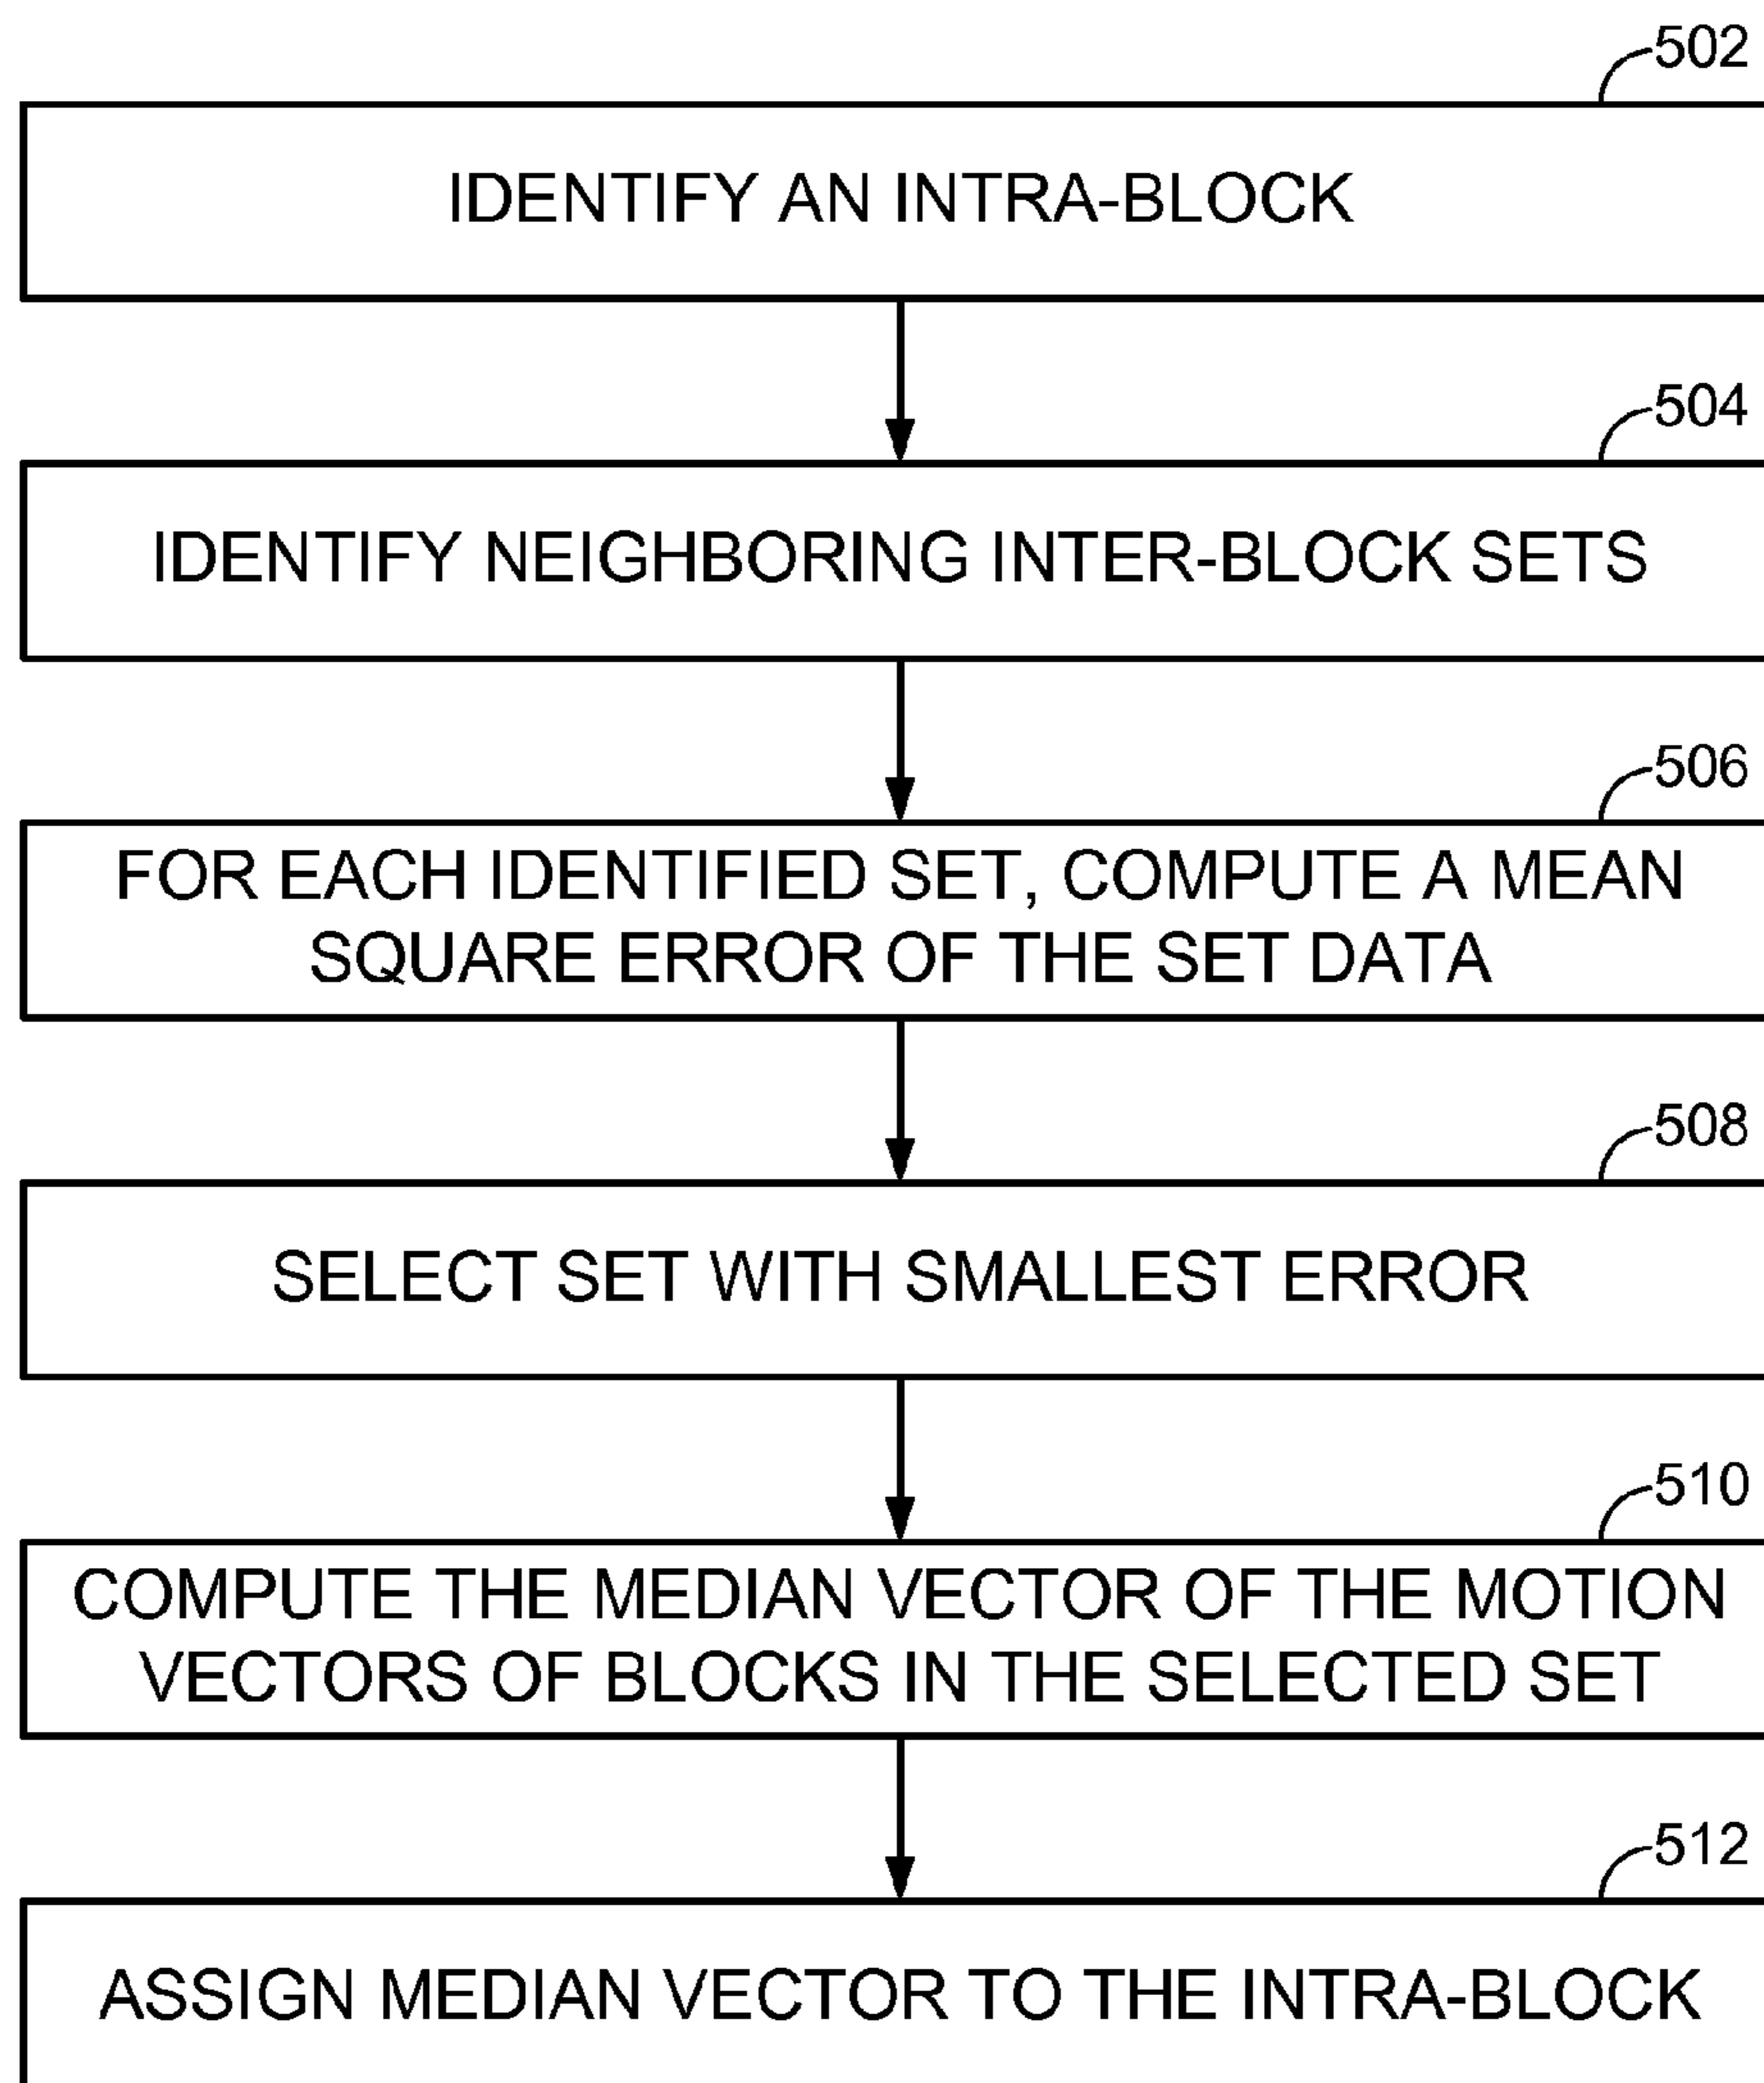 502
IDENTIFY AN INTRA-BLOCK
504
IDENTIFY NEIGHBORING INTER-BLOCK SETS
506
FOR EACH IDENTIFIED SET, COMPUTE A MEAN
SQUARE ERROR OF THE SET DATA
508
SELECT SET WITH SMALLEST ERROR
510
COMPUTE THE MEDIAN VECTOR OF THE MOTION
VECTORS OF BLOCKS IN THE SELECTED SET
512
ASSIGN MEDIAN VECTOR TO THE INTRA-BLOCK